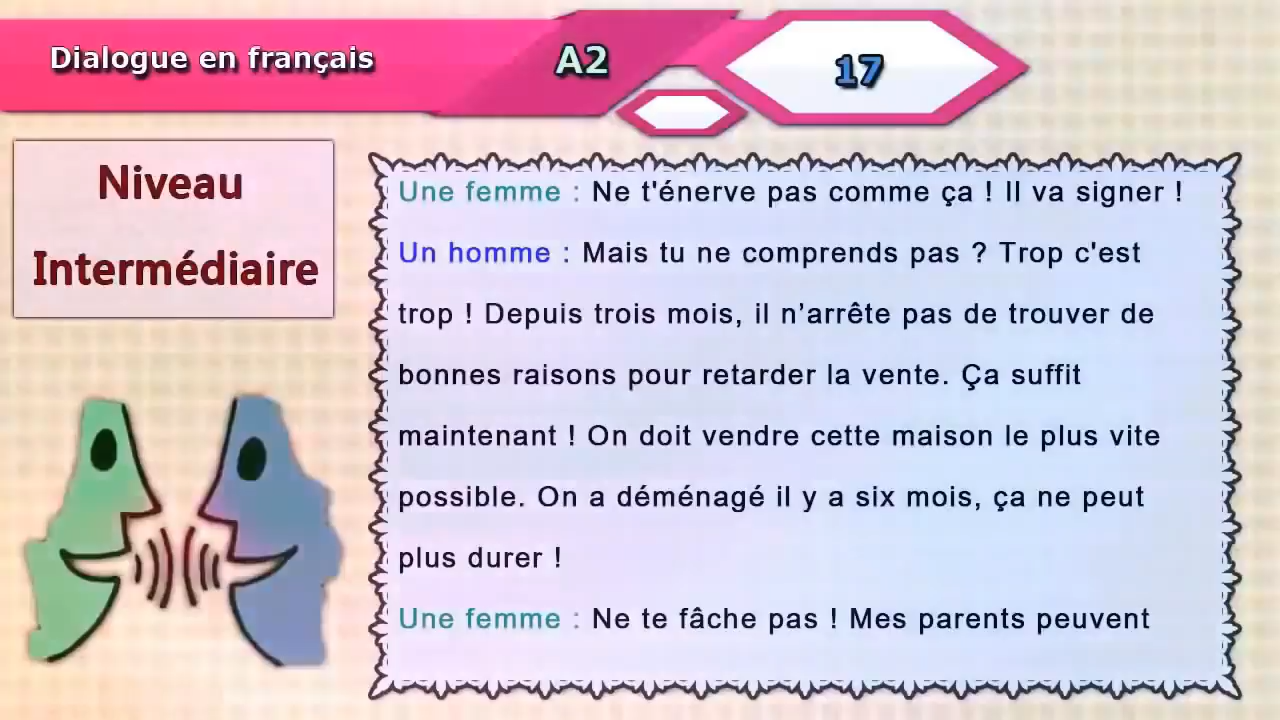 Dialogue en français
A2
17
Niveau
Intermédiaire
Une femme : Ne t'énerve pas comme ça ! Il va signer !
Un homme : Mais tu ne comprends pas ? Trop c'est
trop ! Depuis trois mois, il n’arrête pas de trouver de
bonnes raisons pour retarder la vente. Ça suffit
maintenant ! On doit vendre cette maison le plus vite
possible. On a déménagé il y a six mois, ça ne peut
plus durer !
Une femme : Ne te fâche pas ! Mes parents peuvent